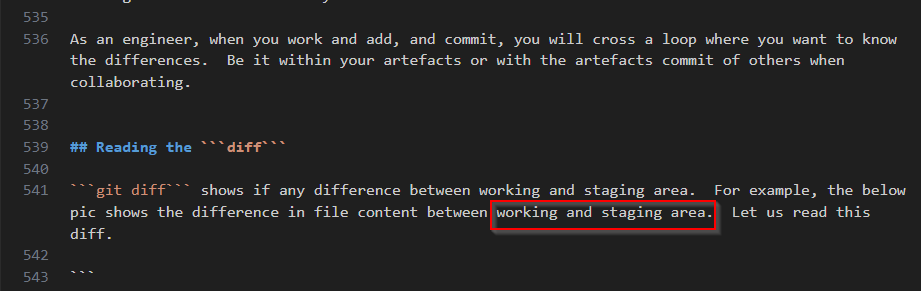 535
536 As an engineer, when you work and add, and commit, you will cross a loop where you want to know
the differences.  Be it within your artefacts or with the artefacts commit of others when
collaborating.
537
538
539 ## Reading the ```diff```
540
541 ```git diff``` shows if any difference between working and staging area.  For example, the below
pic shows the difference in file content between working and staging area.  Let us read this
diff.
542
543 ```